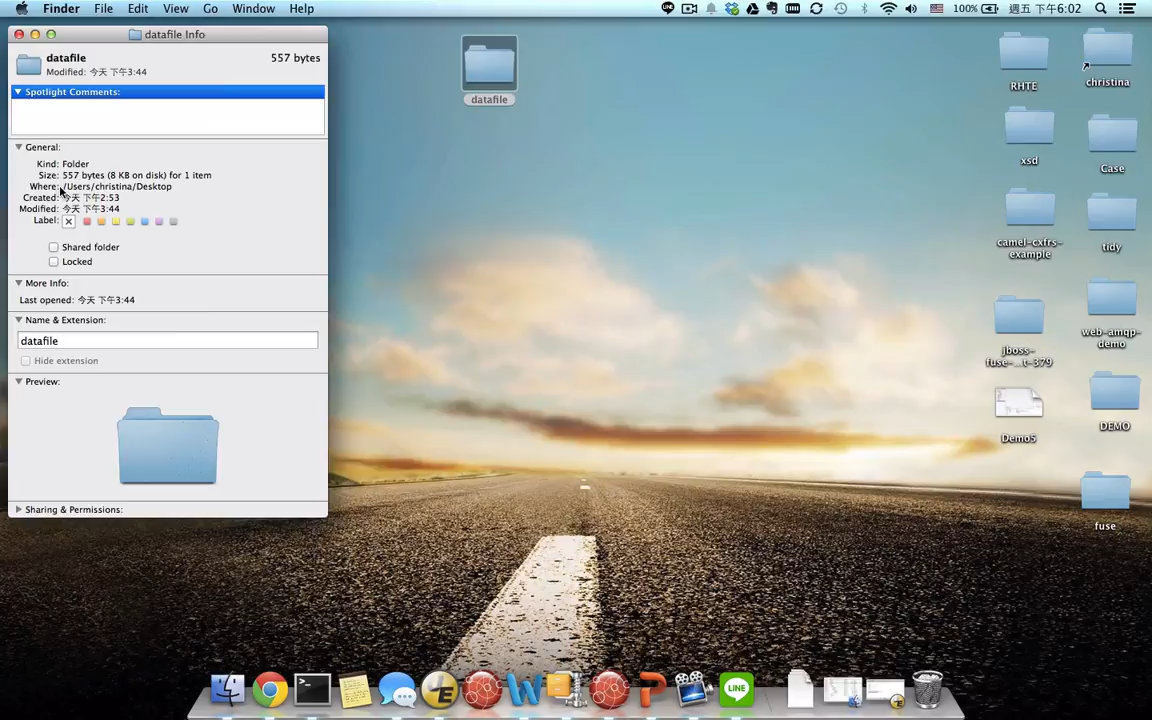 Finder File Edit View Go Window Help
100% 週五 下午6:02
datafile Info
datafile 557 bytes
Modified: 今天 下午3:44
Spotlight Comments:
General:
Kind: Folder
Size: 557 bytes (8 KB on disk) for 1 item
Where: /Users/christina/Desktop
Created: 今天 下午2:53
Modified: 今天 下午3:44
Label:
Shared folder
Locked
More Info:
Last opened: 今天 下午3:44
Name & Extension:
datafile
Hide extension
Preview:
Sharing & Permissions:
datafile
RHTE
christina
xsd
Case
camel-cxfrs-
example
tidy
jboss-
fuse-...t-379
web-amqp-
demo
Demo5
DEMO
fuse
LINE